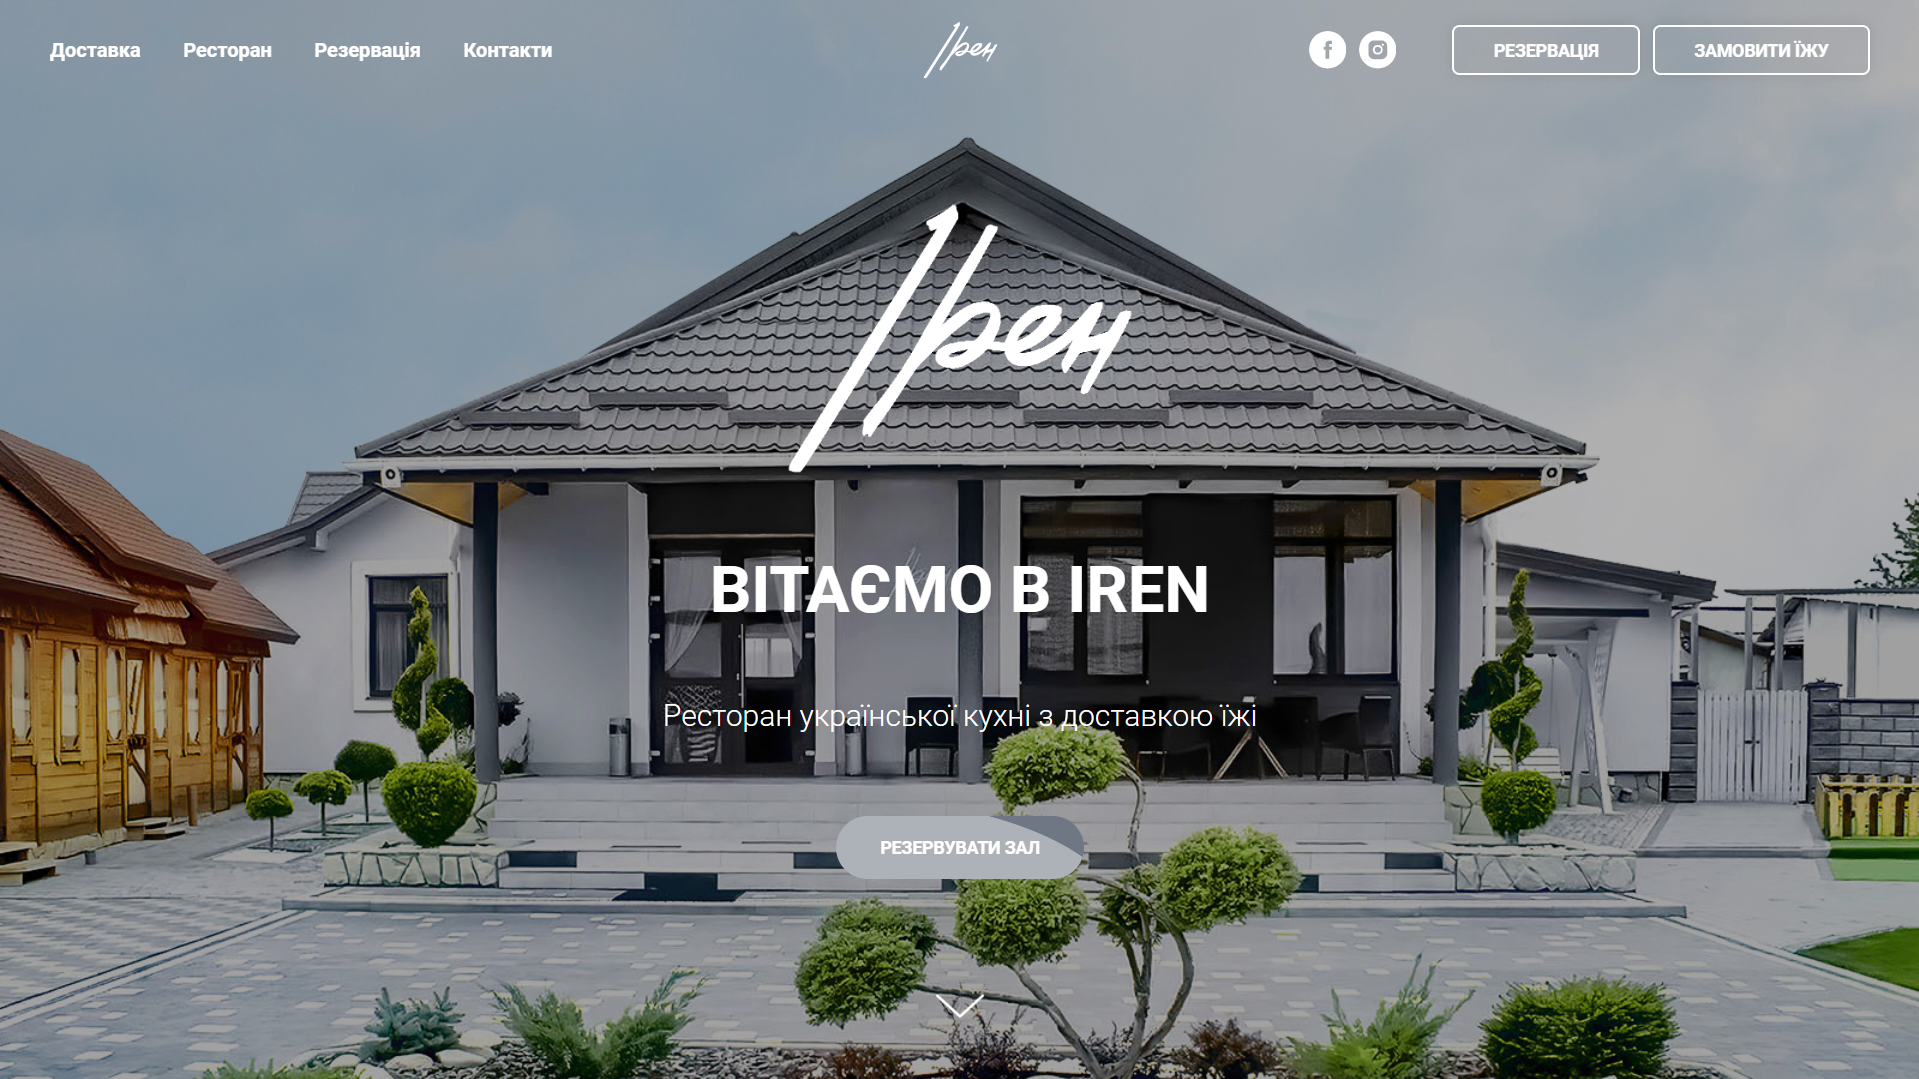 Доставка
Ресторан
Резервація
Контакти
Ірен
РЕЗЕРВАЦІЯ
ЗАМОВИТИ ЇЖУ
Ірен
ВІТАЄМО В IREN
Ресторан української кухні з доставкою їжі
РЕЗЕРВУВАТИ ЗАЛ